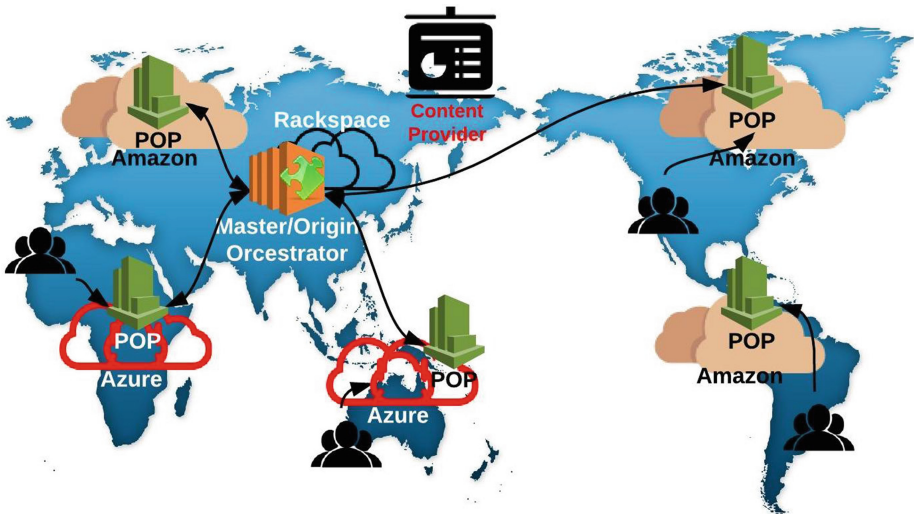 Content
Provider
Rackspace
POP
Amazon
POP
Amazon
Master/Origin
Orcestrator
POP
Azure
POP
Azure
POP
Amazon